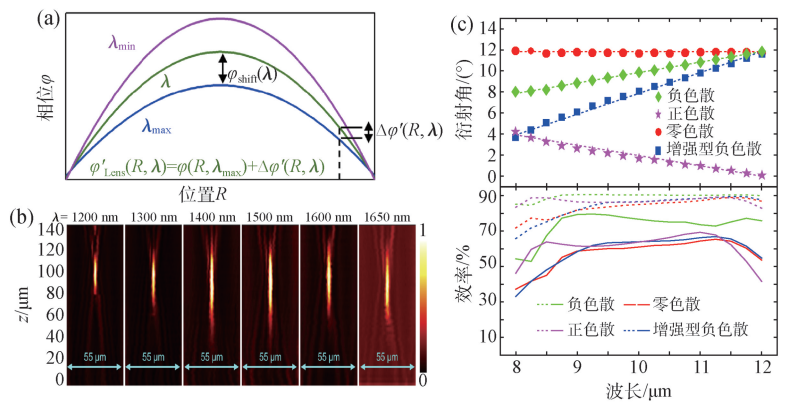 (a)
λmin
λ
φshift(λ)
λmax
Δφ′(R, λ)
φ′Lens(R, λ)=φ(R, λmax)+Δφ′(R, λ)
相位φ
位置R
(b)
λ= 1200 nm 1300 nm 1400 nm 1500 nm 1600 nm 1650 nm
140
120
100
80
60
40
20
0
z/μm
55 μm 55 μm 55 μm 55 μm 55 μm 55 μm
1
0
(c)
16
14
12
10
8
6
4
2
0
衍射角/(°)
负色散
正色散
零色散
增强型负色散
90
70
50
30
10
效率/%
负色散 零色散
正色散 增强型负色散
8 9 10 11 12
波长/μm